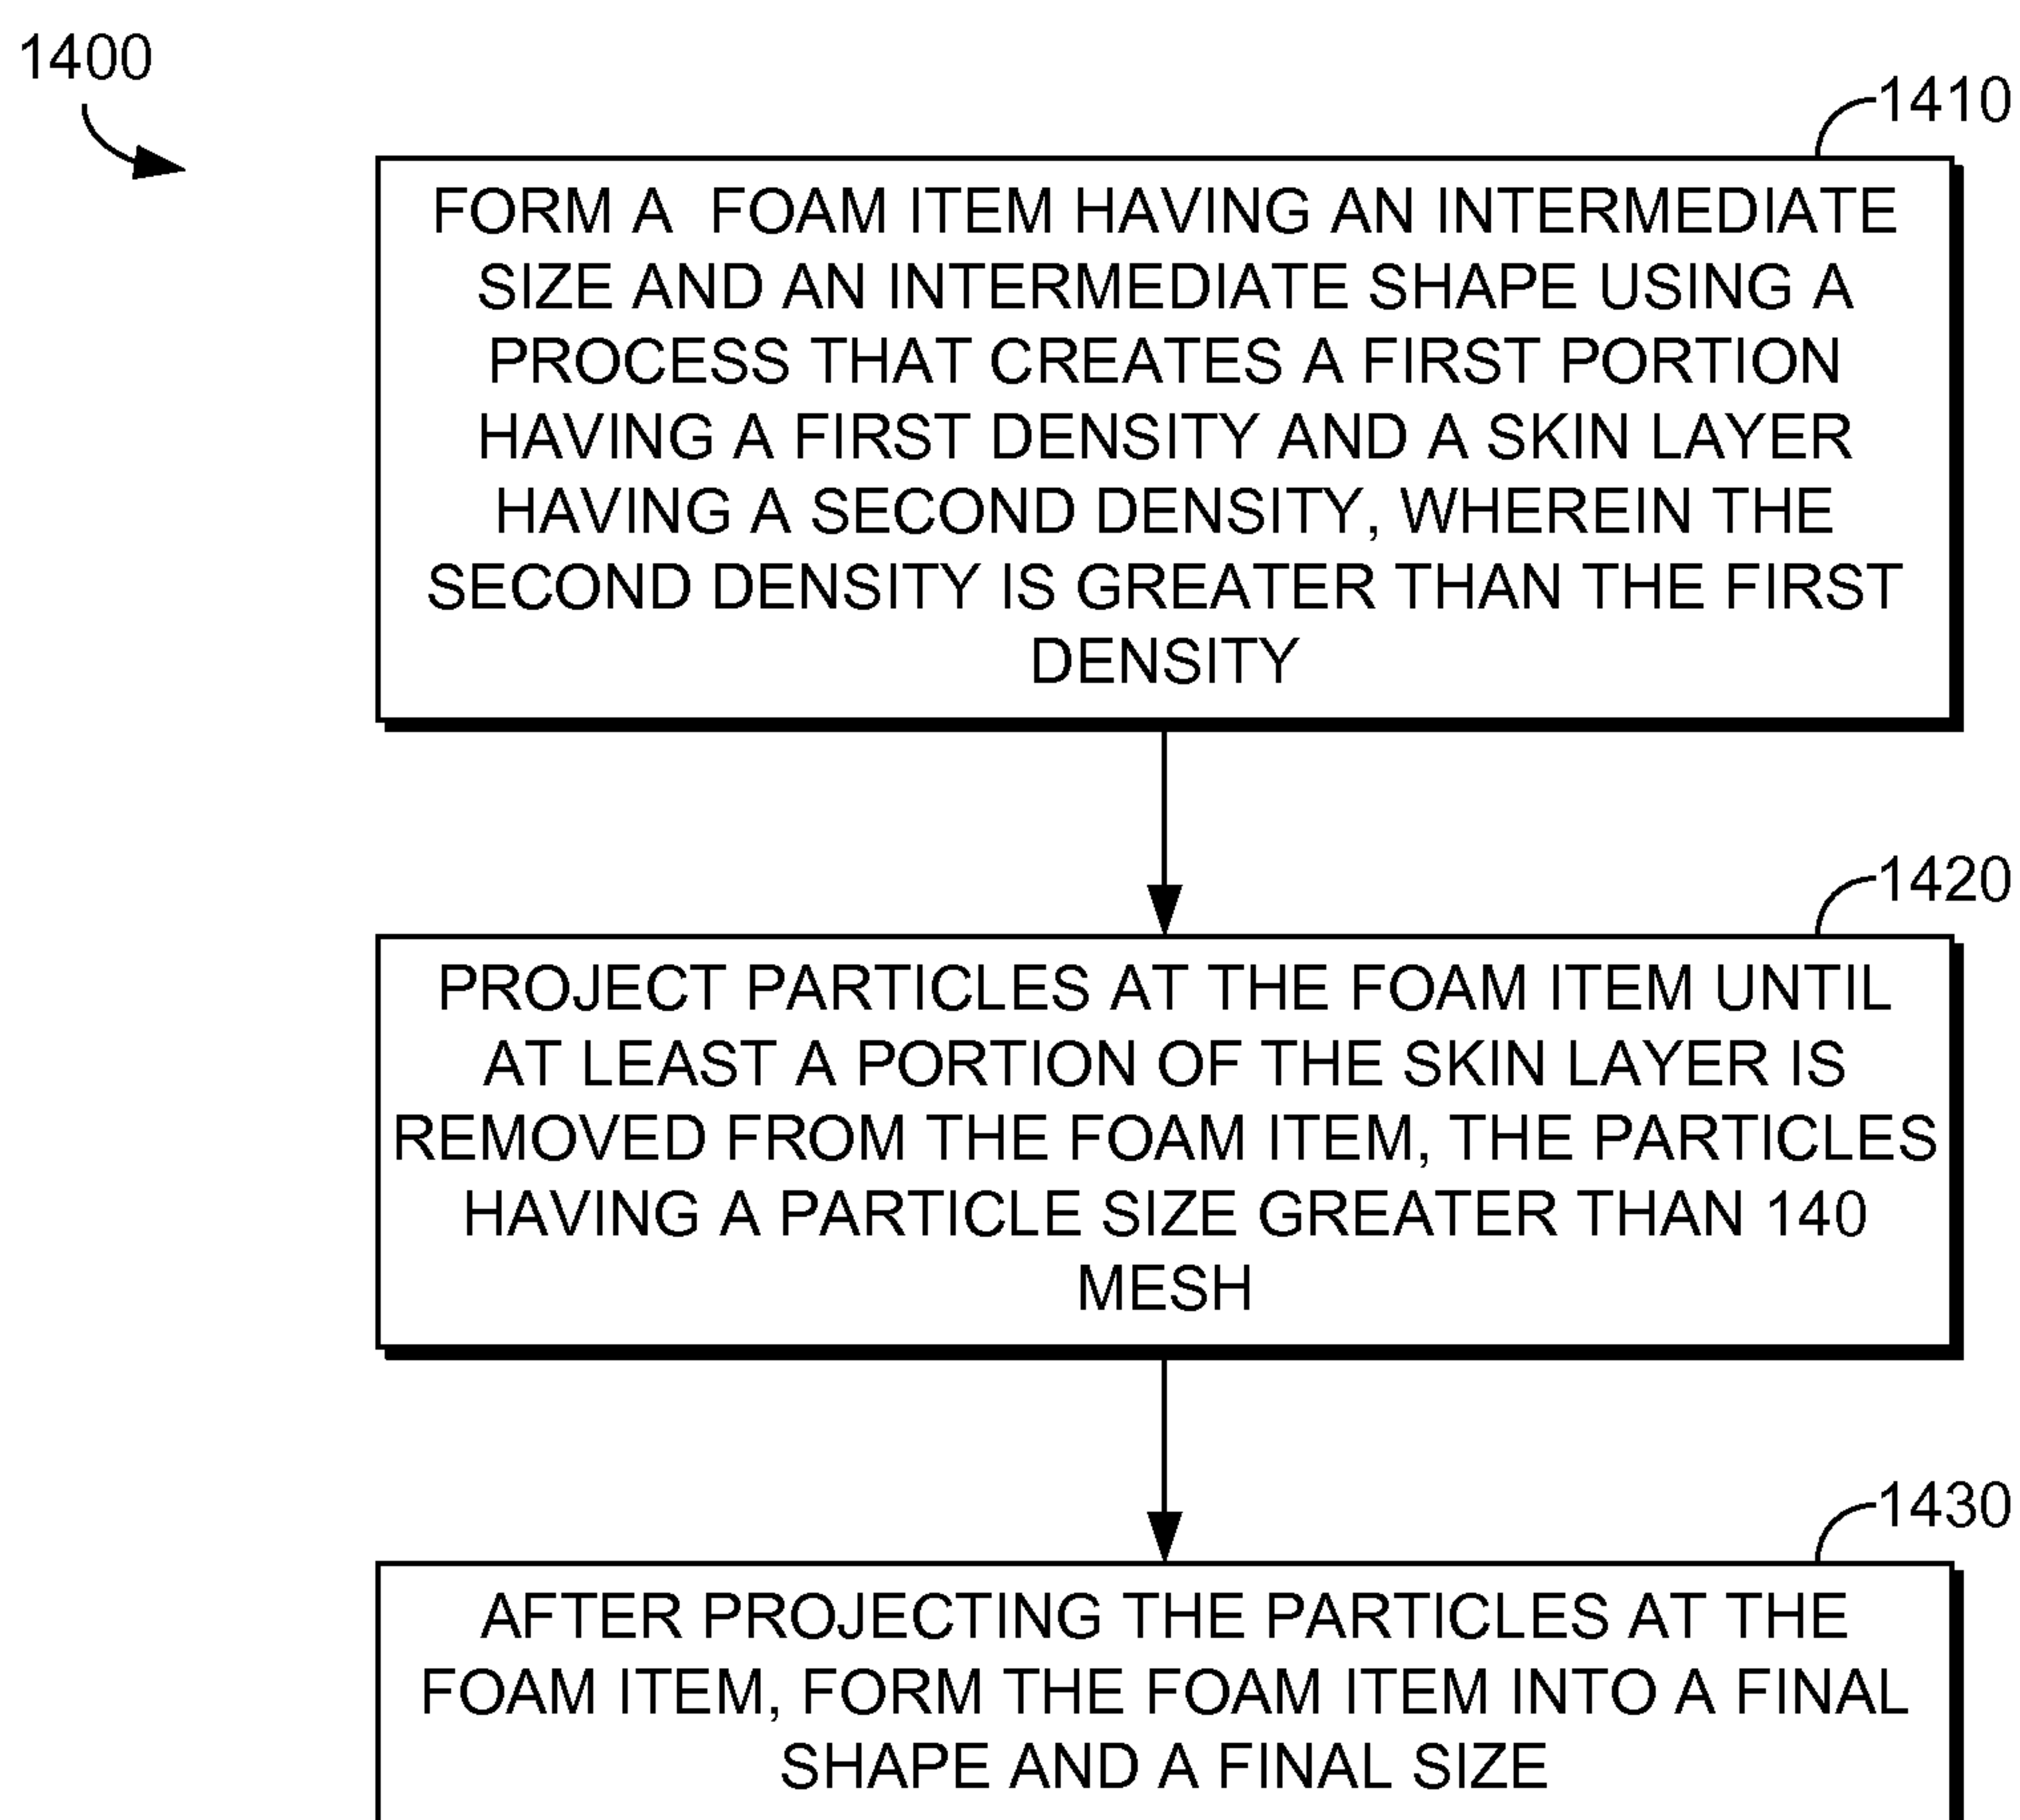 1400
1410
FORM A FOAM ITEM HAVING AN INTERMEDIATE
SIZE AND AN INTERMEDIATE SHAPE USING A
PROCESS THAT CREATES A FIRST PORTION
HAVING A FIRST DENSITY AND A SKIN LAYER
HAVING A SECOND DENSITY, WHEREIN THE
SECOND DENSITY IS GREATER THAN THE FIRST
DENSITY
1420
PROJECT PARTICLES AT THE FOAM ITEM UNTIL
AT LEAST A PORTION OF THE SKIN LAYER IS
REMOVED FROM THE FOAM ITEM, THE PARTICLES
HAVING A PARTICLE SIZE GREATER THAN 140
MESH
1430
AFTER PROJECTING THE PARTICLES AT THE
FOAM ITEM, FORM THE FOAM ITEM INTO A FINAL
SHAPE AND A FINAL SIZE